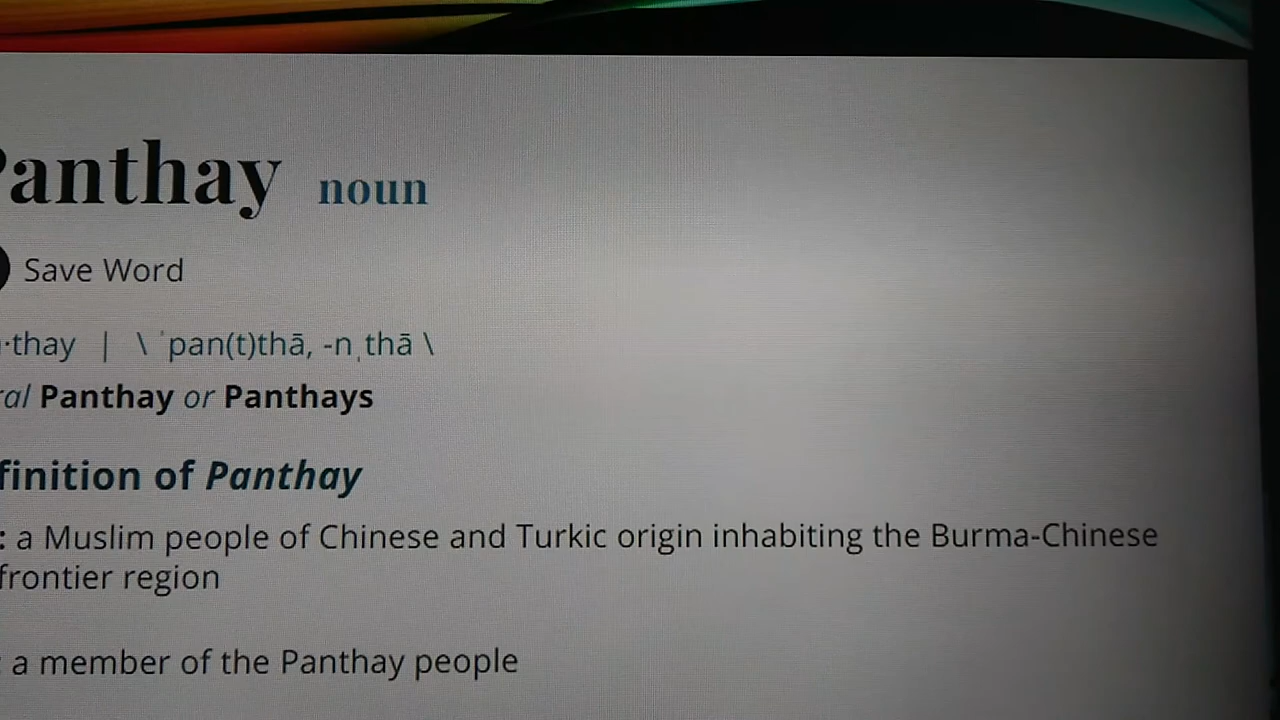 Panthay noun
Save Word
·thay | \ ˈpan(t)thā, -nˌthā \
al Panthay or Panthays
finition of Panthay
: a Muslim people of Chinese and Turkic origin inhabiting the Burma-Chinese
frontier region
: a member of the Panthay people